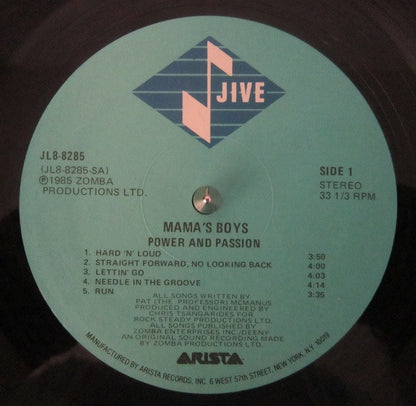 JIVE
JL8-8285
(JL8-8285-SA)
℗1985 ZOMBA
PRODUCTIONS LTD.
SIDE 1
STEREO
33 1/3 RPM
MAMA'S BOYS
POWER AND PASSION
1. HARD 'N' LOUD 3:50
2. STRAIGHT FORWARD, NO LOOKING BACK 4:00
3. LETTIN' GO 4:03
4. NEEDLE IN THE GROOVE 4:14
5. RUN 3:35
ALL SONGS WRITTEN BY
PAT (THE PROFESSOR) MCMANUS
PRODUCED AND ENGINEERED BY
CHRIS TSANGARIDES FOR
ROCK STEADY PRODUCTIONS LTD.
ALL SONGS PUBLISHED BY
ZOMBA ENTERPRISES INC./DEENY
AN ORIGINAL SOUND RECORDING MADE
BY ZOMBA PRODUCTIONS LTD.
ARISTA
MANUFACTURED BY ARISTA RECORDS, INC. 6 WEST 57th STREET, NEW YORK, N.Y. 10019